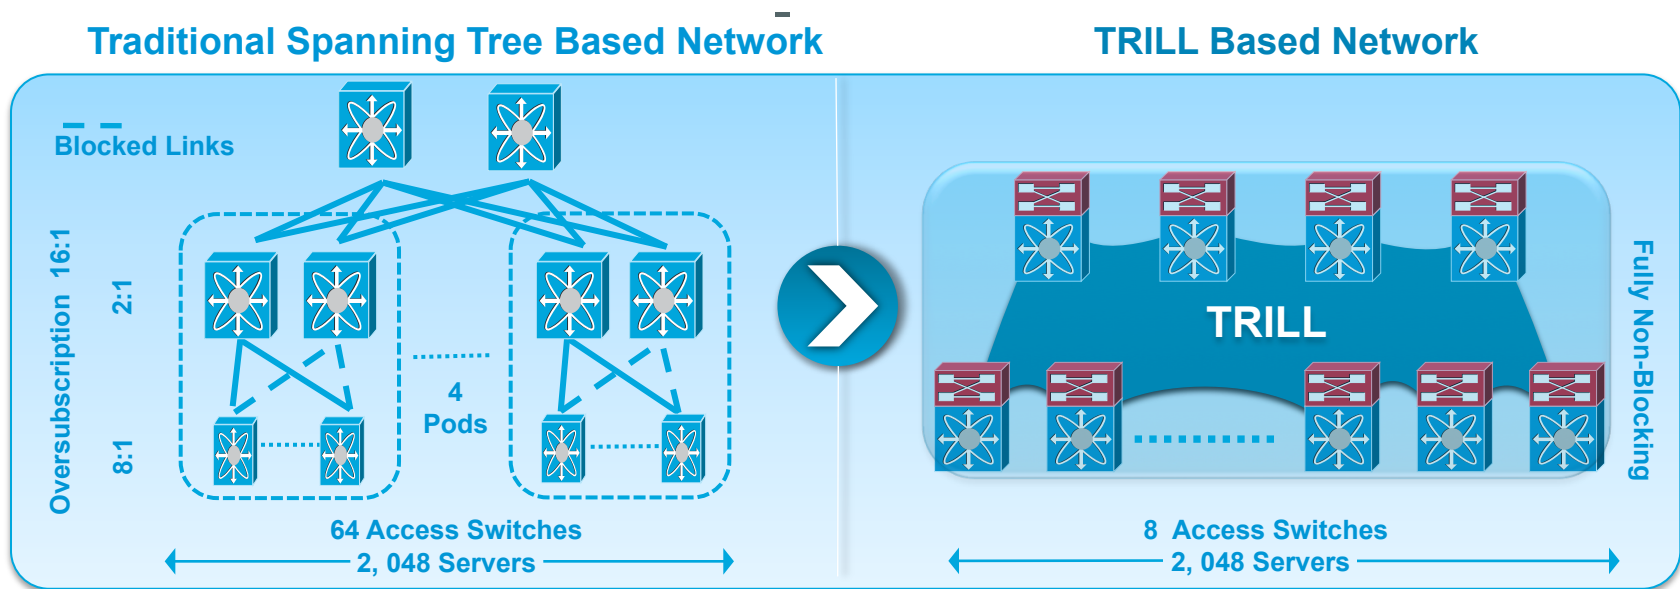 Traditional Spanning Tree Based Network
TRILL Based Network
Blocked Links
Oversubscription 16:1
2:1
8:1
4
Pods
64 Access Switches
2, 048 Servers
TRILL
Fully Non-Blocking
8 Access Switches
2, 048 Servers